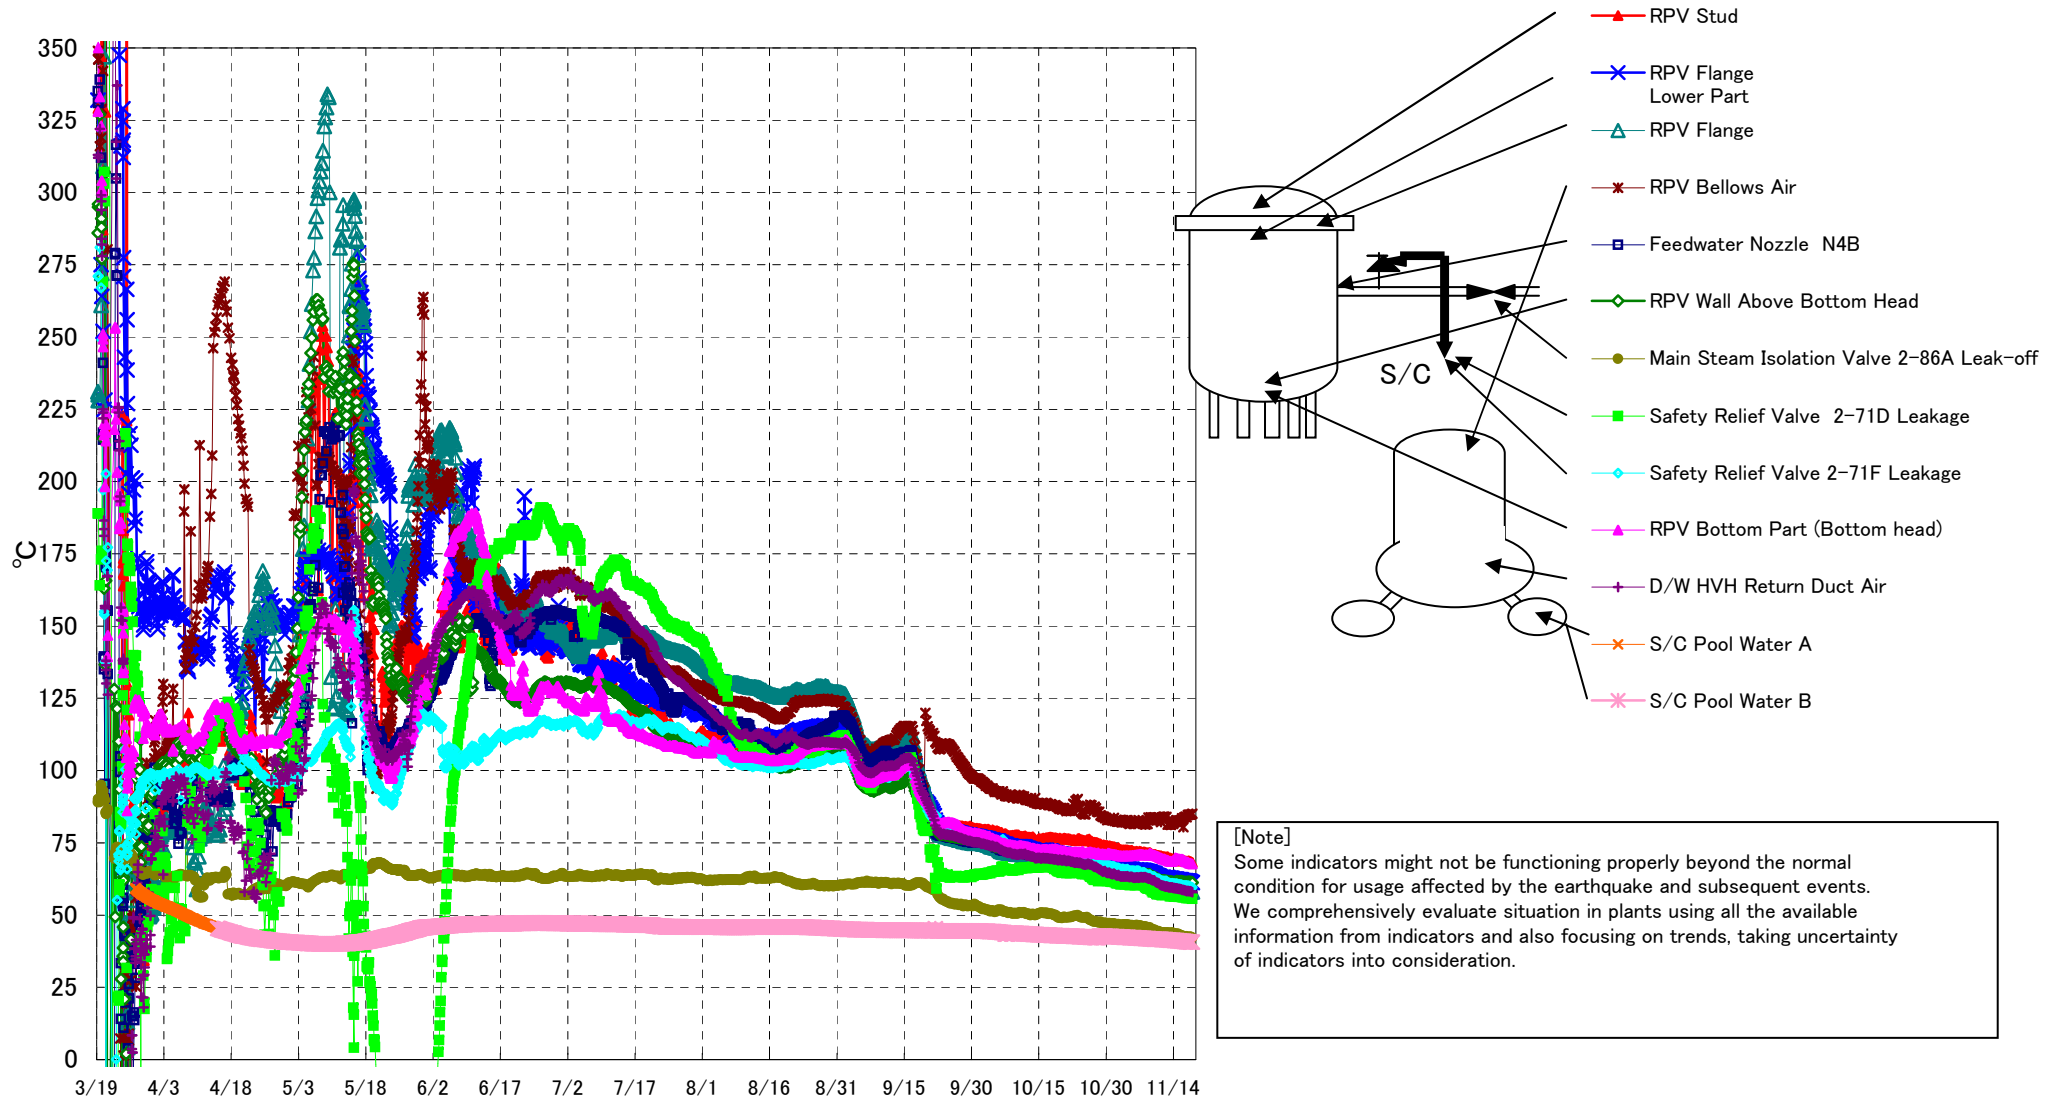 350
325
300
275
250
225
200
175
150
125
100
75
50
25
0
℃
3/19 4/3 4/18 5/3 5/18 6/2 6/17 7/2 7/17 8/1 8/16 8/31 9/15 9/30 10/15 10/30 11/14
RPV Stud
RPV Flange
Lower Part
RPV Flange
RPV Bellows Air
Feedwater Nozzle N4B
RPV Wall Above Bottom Head
Main Steam Isolation Valve 2-86A Leak-off
Safety Relief Valve 2-71D Leakage
Safety Relief Valve 2-71F Leakage
RPV Bottom Part (Bottom head)
D/W HVH Return Duct Air
S/C Pool Water A
S/C Pool Water B
S/C
[Note]
Some indicators might not be functioning properly beyond the normal
condition for usage affected by the earthquake and subsequent events.
We comprehensively evaluate situation in plants using all the available
information from indicators and also focusing on trends, taking uncertainty
of indicators into consideration.